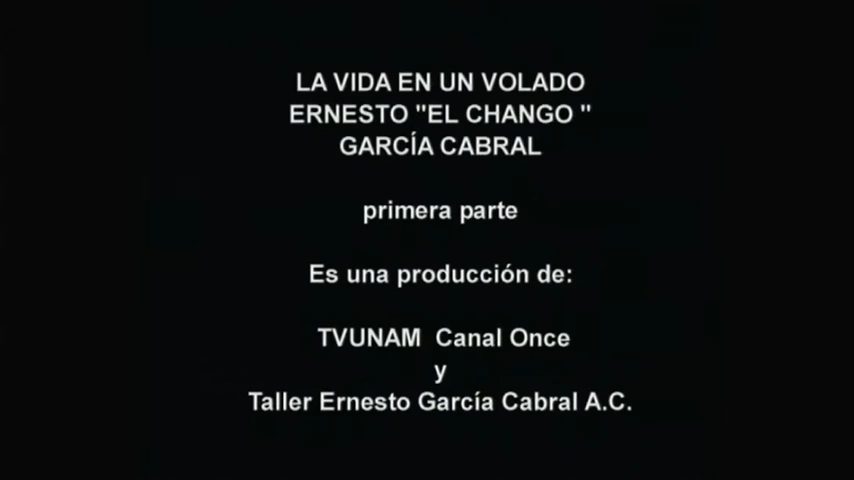 LA VIDA EN UN VOLADO
ERNESTO "EL CHANGO "
GARCÍA CABRAL
primera parte
Es una producción de:
TVUNAM  Canal Once
y
Taller Ernesto García Cabral A.C.